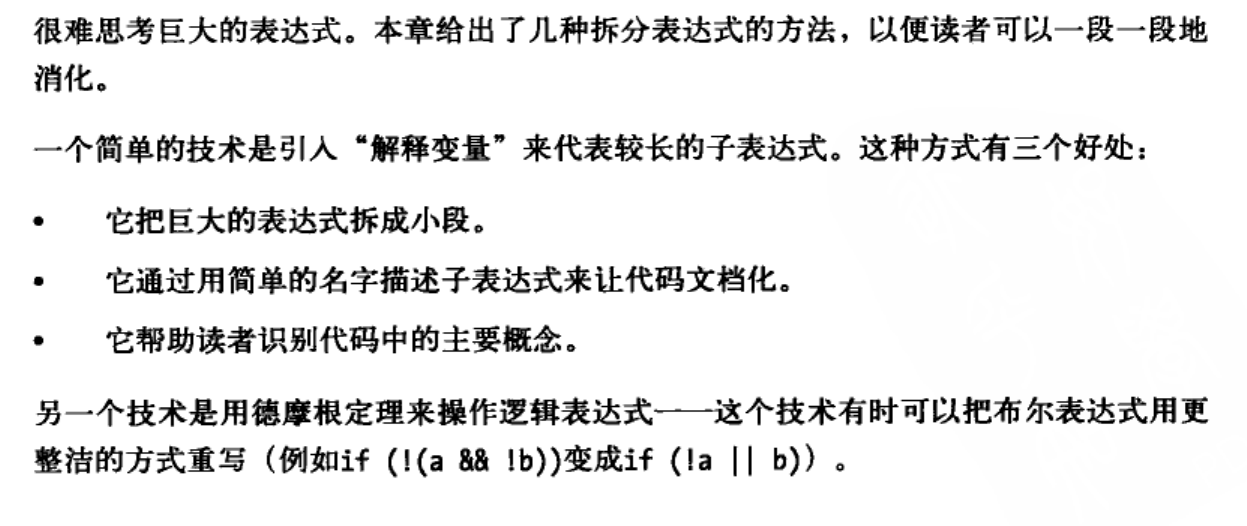 很难思考巨大的表达式。本章给出了几种拆分表达式的方法，以便读者可以一段一段地
消化。
一个简单的技术是引入“解释变量”来代表较长的子表达式。这种方式有三个好处：
• 它把巨大的表达式拆成小段。
• 它通过用简单的名字描述子表达式来让代码文档化。
• 它帮助读者识别代码中的主要概念。
另一个技术是用德摩根定理来操作逻辑表达式——这个技术有时可以把布尔表达式用更
整洁的方式重写（例如if (!(a && !b))变成if (!a || b)）。